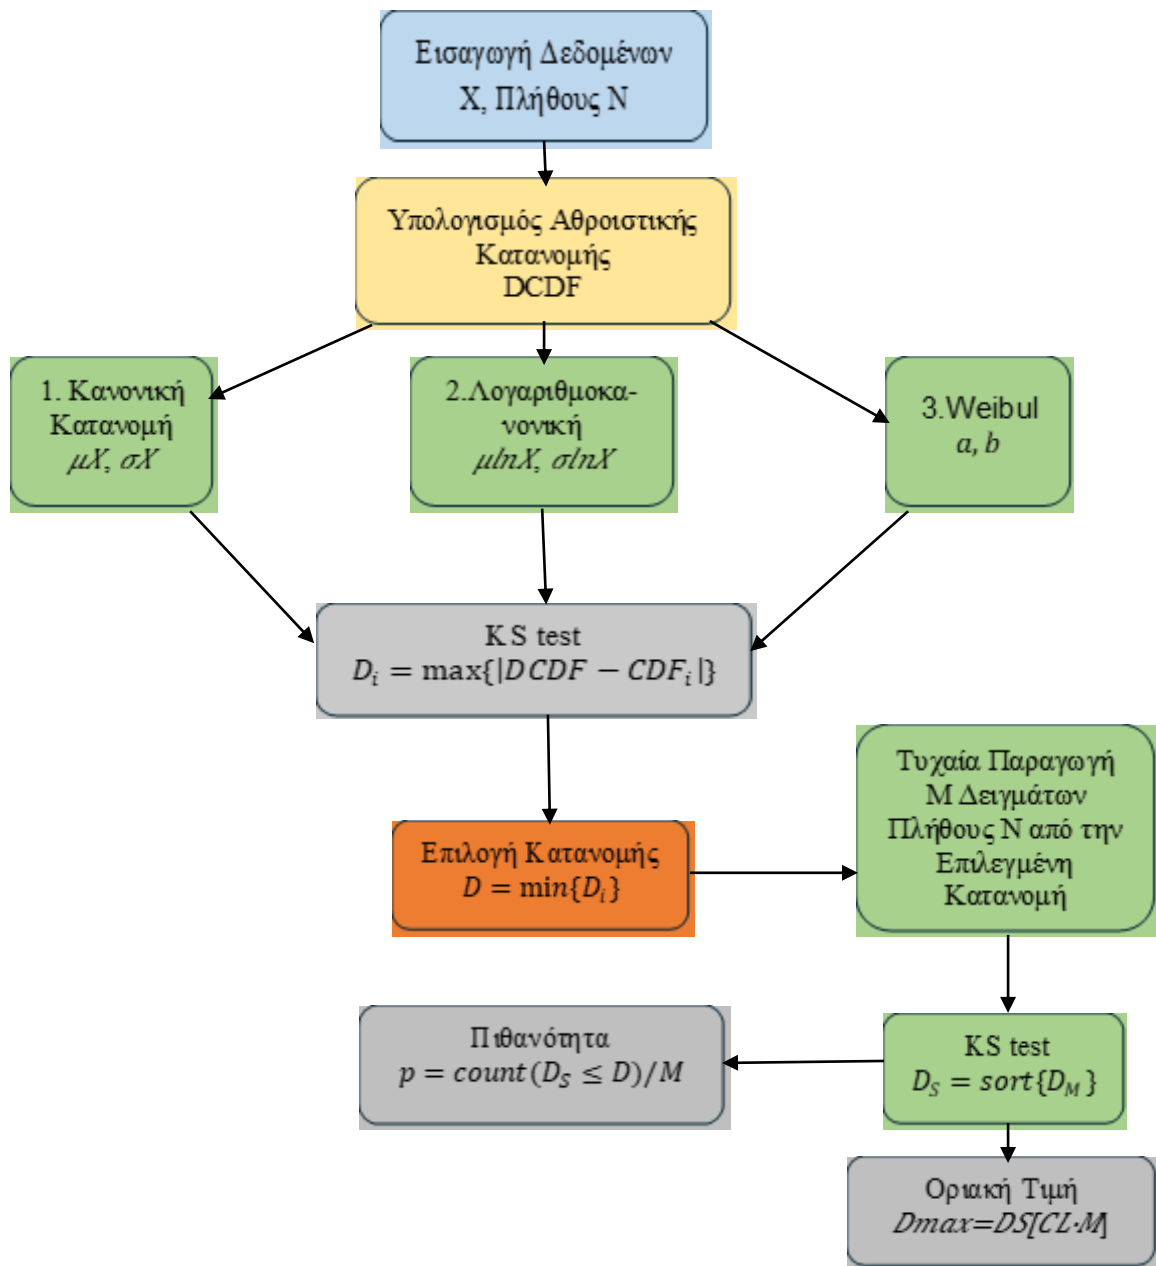 Εισαγωγή Δεδομένων
Χ, Πλήθους Ν
Υπολογισμός Αθροιστικής
Κατανομής
DCDF
1. Κανονική
Κατανομή
μX, σX
2.Λογαριθμοκα-
νονική
μlnX, σlnX
3.Weibul
a, b
KS test
D_i = max{|DCDF − CDF_i|}
Επιλογή Κατανομής
D = min{D_i}
Τυχαία Παραγωγή
Μ Δειγμάτων
Πλήθους Ν από την
Επιλεγμένη
Κατανομή
Πιθανότητα
p = count(D_S ≤ D)/M
KS test
D_S = sort{D_M}
Οριακή Τιμή
Dmax=DS[CL·M]